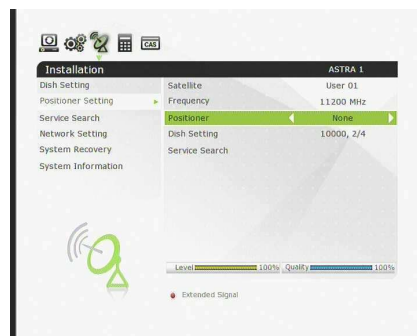 CAS
Installation ASTRA 1
Dish Setting
Positioner Setting
Service Search
Network Setting
System Recovery
System Information
Satellite User 01
Frequency 11200 MHz
Positioner None
Dish Setting 10000, 2/4
Service Search
Level 100% Quality 100%
Extended Signal